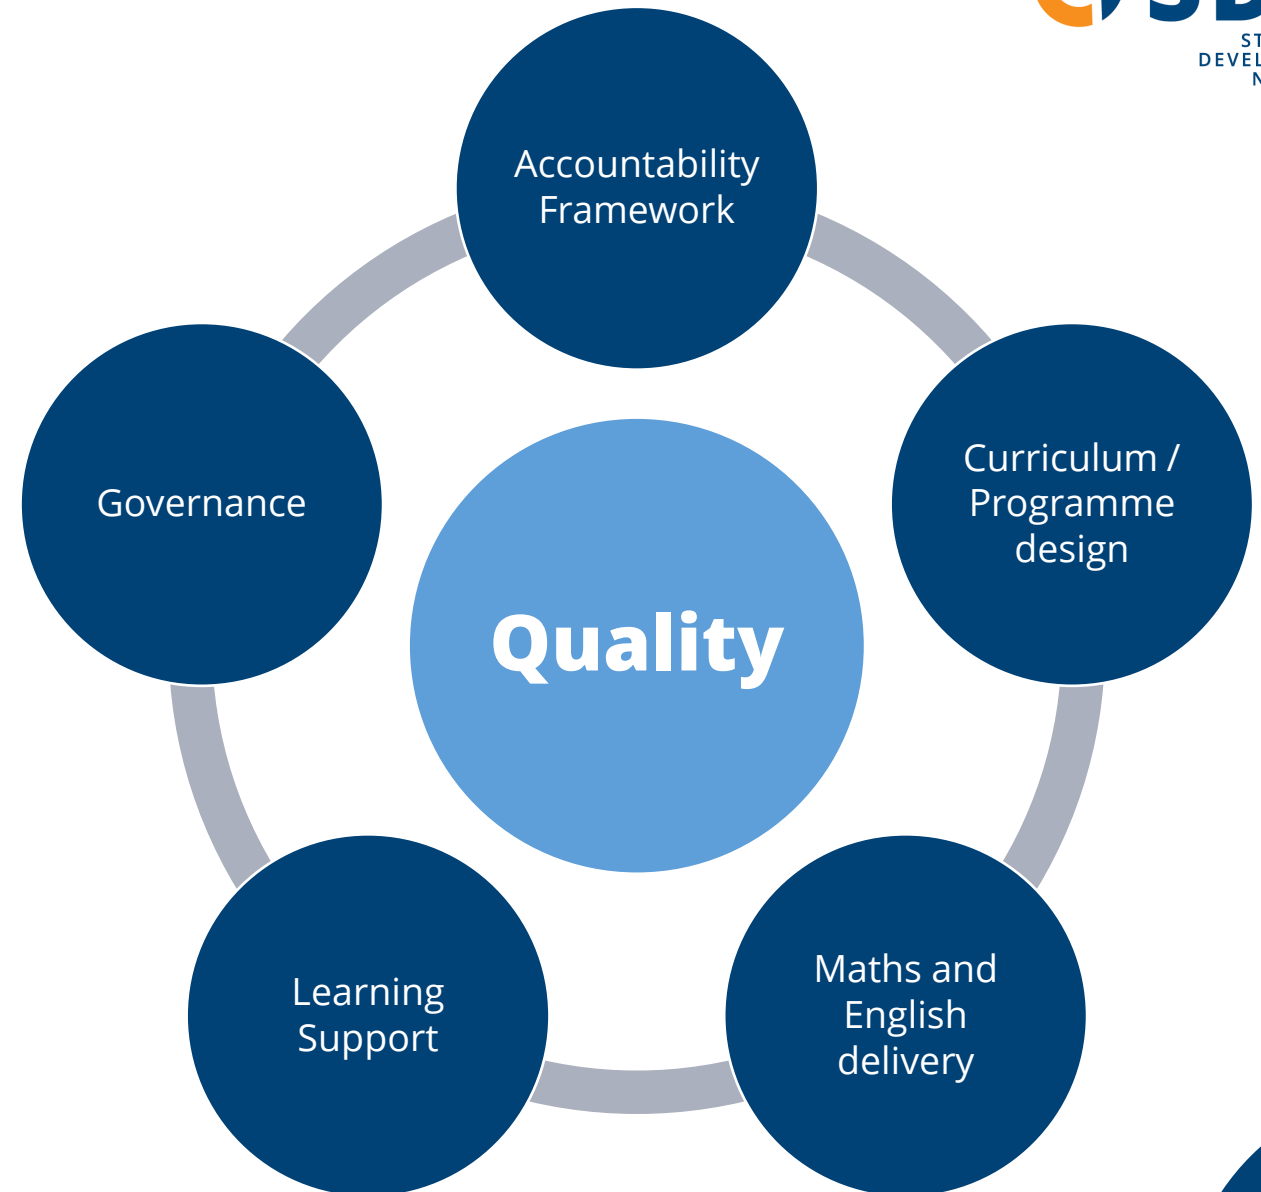 Accountability
Framework
Curriculum /
Programme
design
Governance
Quality
Maths and
English
delivery
Learning
Support